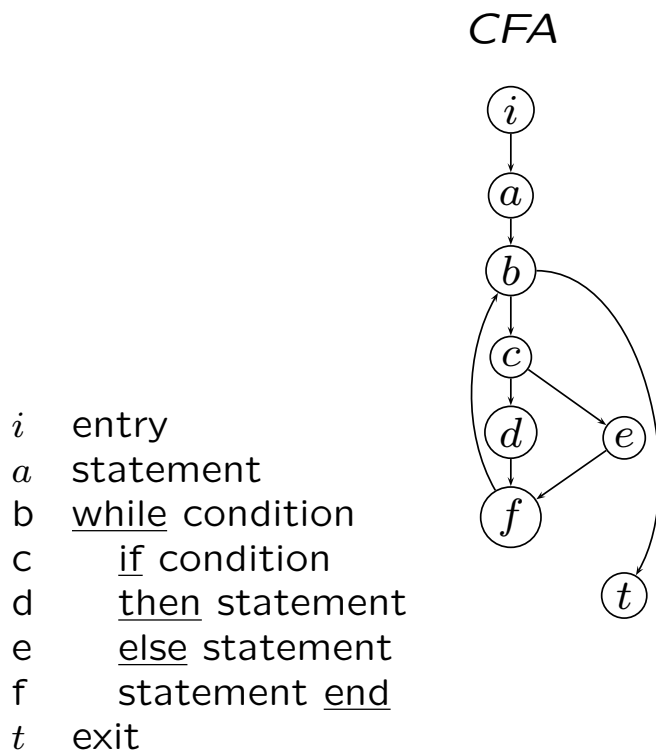 CFA
i
a
b
c
d
e
f
t
i entry
a statement
b while condition
c if condition
d then statement
e else statement
f statement end
t exit